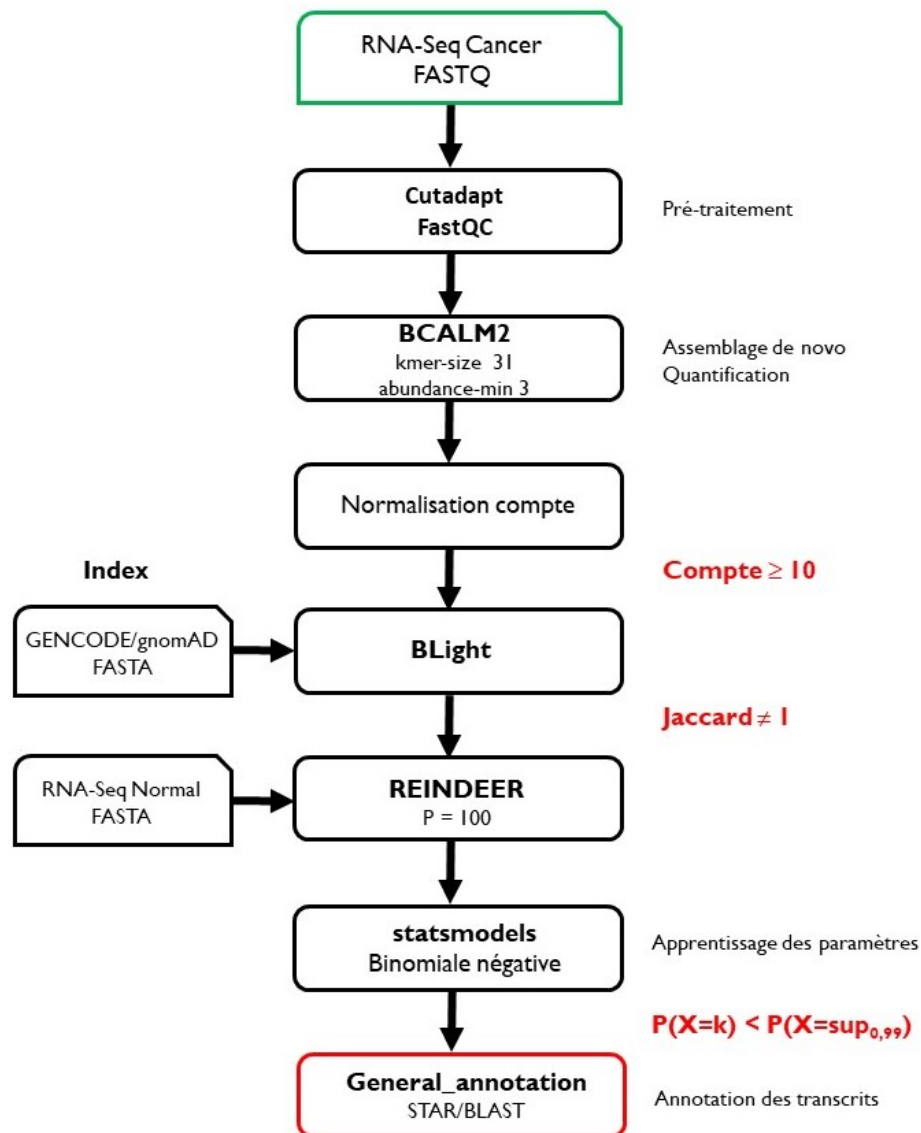 RNA-Seq Cancer
FASTQ
Cutadapt
FastQC
Pré-traitement
BCALM2
kmer-size 31
abundance-min 3
Assemblage de novo
Quantification
Normalisation compte
Index
Compte ≥ 10
GENCODE/gnomAD
FASTA
BLight
Jaccard ≠ 1
RNA-Seq Normal
FASTA
REINDEER
P = 100
statsmodels
Binomiale négative
Apprentissage des paramètres
P(X=k) < P(X=sup0,99)
General_annotation
STAR/BLAST
Annotation des transcrits